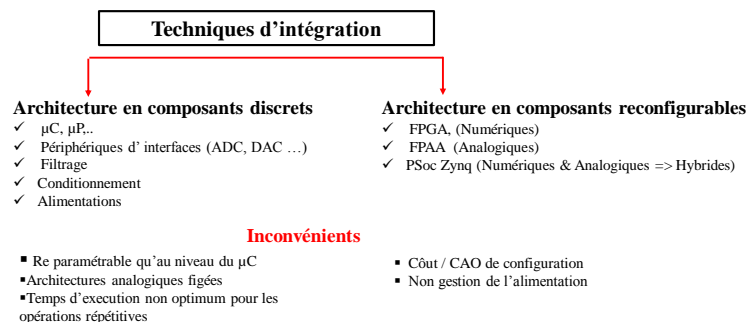 Techniques d'intégration
Architecture en composants discrets
✓ µC, µP,..
✓ Périphériques d' interfaces (ADC, DAC …)
✓ Filtrage
✓ Conditionnement
✓ Alimentations
Architecture en composants reconfigurables
✓ FPGA, (Numériques)
✓ FPAA (Analogiques)
✓ PSoc Zynq (Numériques & Analogiques => Hybrides)
Inconvénients
▪ Re paramétrable qu'au niveau du µC
▪Architectures analogiques figées
▪Temps d'execution non optimum pour les
opérations répétitives
▪ Côut / CAO de configuration
▪ Non gestion de l'alimentation